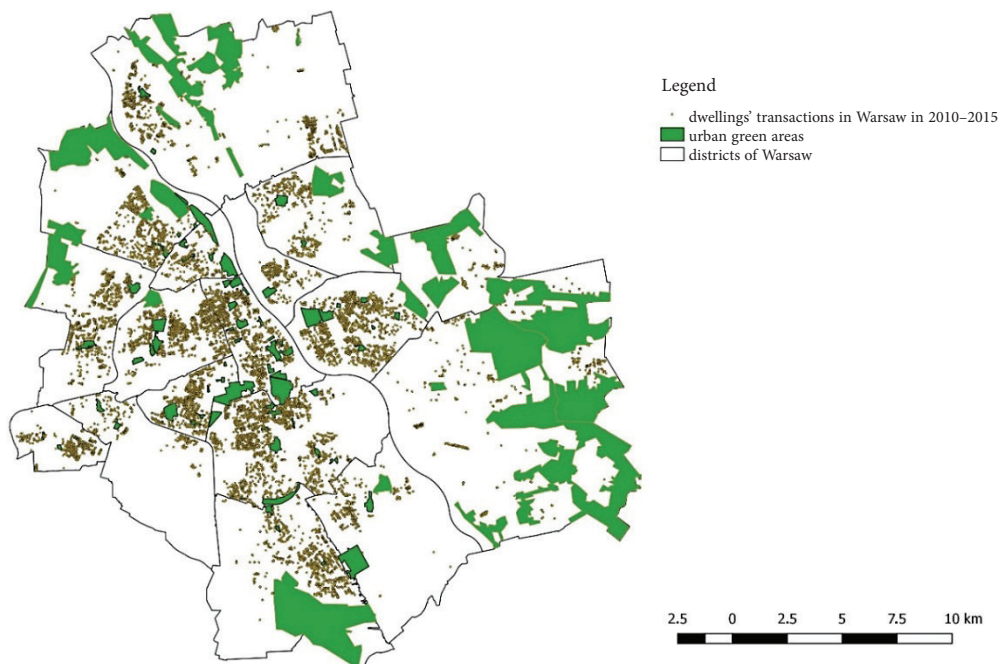 Legend
dwellings' transactions in Warsaw in 2010–2015
urban green areas
districts of Warsaw
2.5 0 2.5 5 7.5 10 km